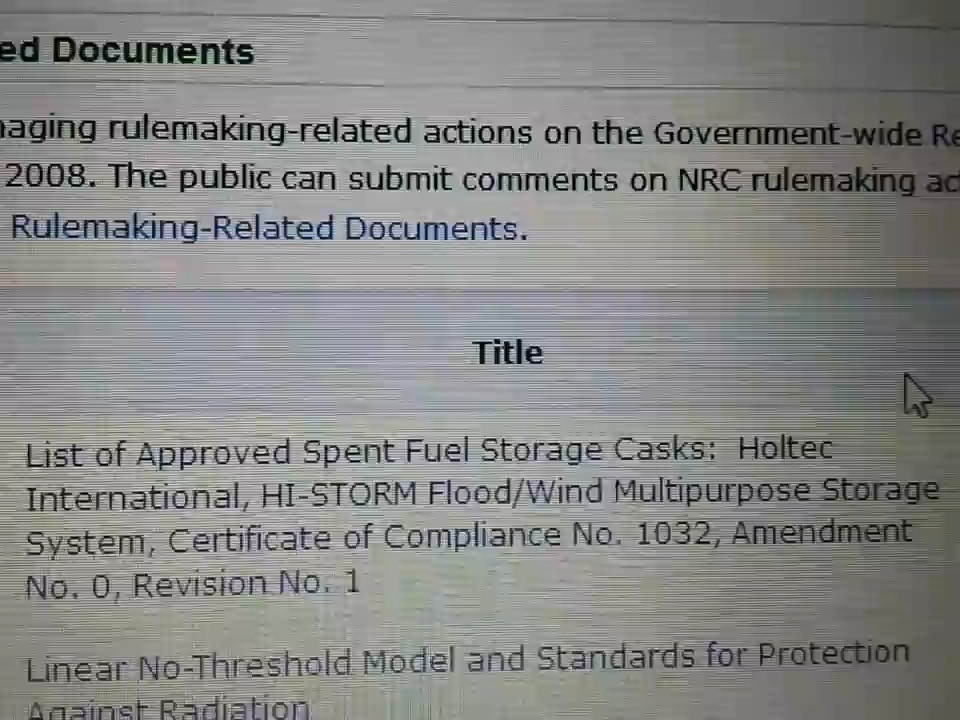 ed Documents
naging rulemaking-related actions on the Government-wide Re
2008. The public can submit comments on NRC rulemaking ac
Rulemaking-Related Documents.
Title
List of Approved Spent Fuel Storage Casks: Holtec
International, HI-STORM Flood/Wind Multipurpose Storage
System, Certificate of Compliance No. 1032, Amendment
No. 0, Revision No. 1
Linear No-Threshold Model and Standards for Protection
Against Radiation